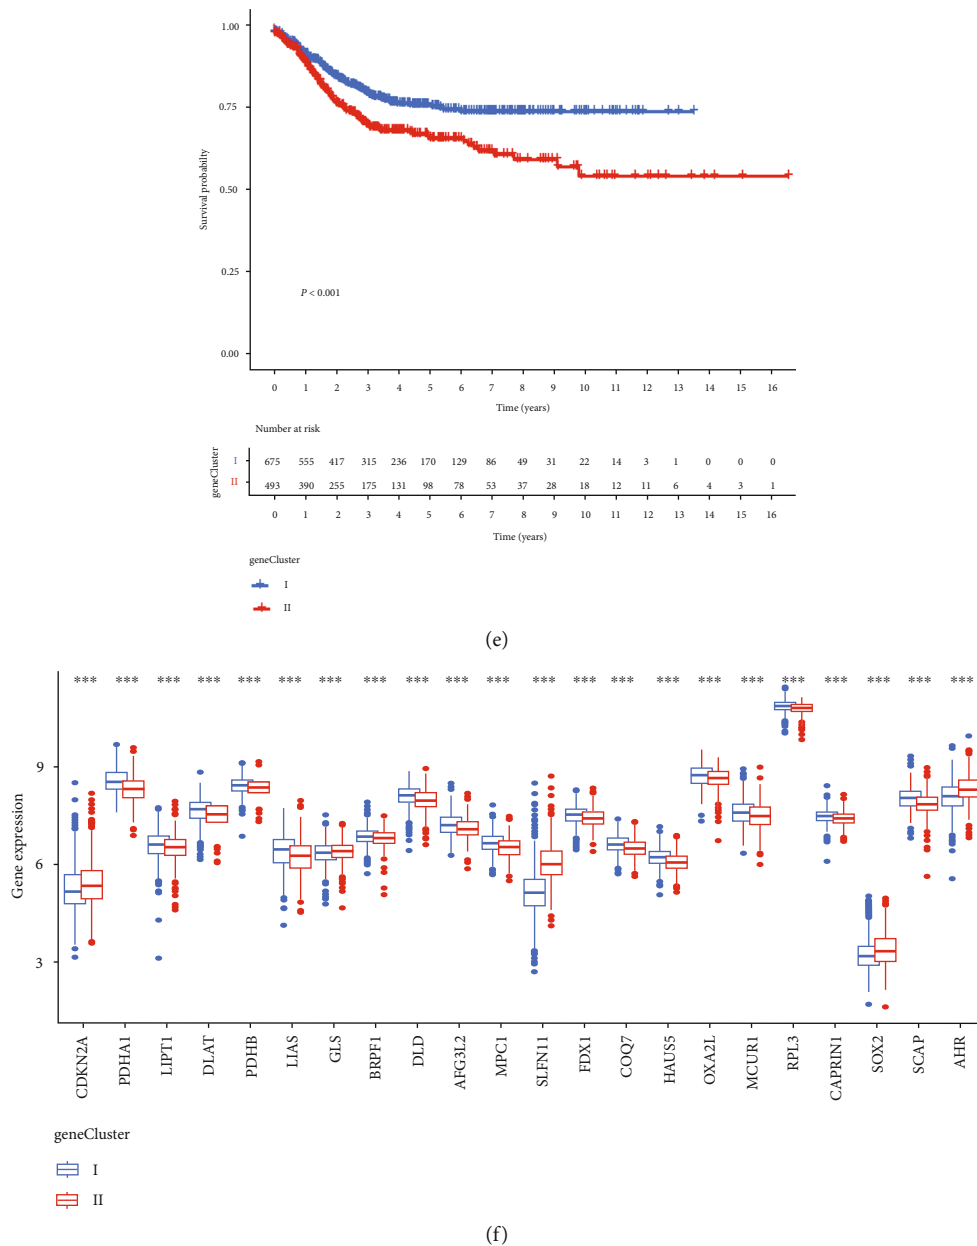 1.00
0.75
0.50
0.25
0.00
Survival probabilty
P < 0.001
0 1 2 3 4 5 6 7 8 9 10 11 12 13 14 15 16
Time (years)
Number at risk
geneCluster
I 675 555 417 315 236 170 129 86 49 31 22 14 3 1 0 0 0
II 493 390 255 175 131 98 78 53 37 28 18 12 11 6 4 3 1
0 1 2 3 4 5 6 7 8 9 10 11 12 13 14 15 16
Time (years)
geneCluster
I
II
(e)
*** *** *** *** *** *** *** *** *** *** *** *** *** *** *** *** *** *** *** *** *** ***
9
6
3
Gene expression
CDKN2A PDHA1 LIPT1 DLAT PDHB LIAS GLS BRPF1 DLD AFG3L2 MPC1 SLFN11 FDX1 COQ7 HAUS5 OXA2L MCUR1 RPL3 CAPRIN1 SOX2 SCAP AHR
geneCluster
I
II
(f)